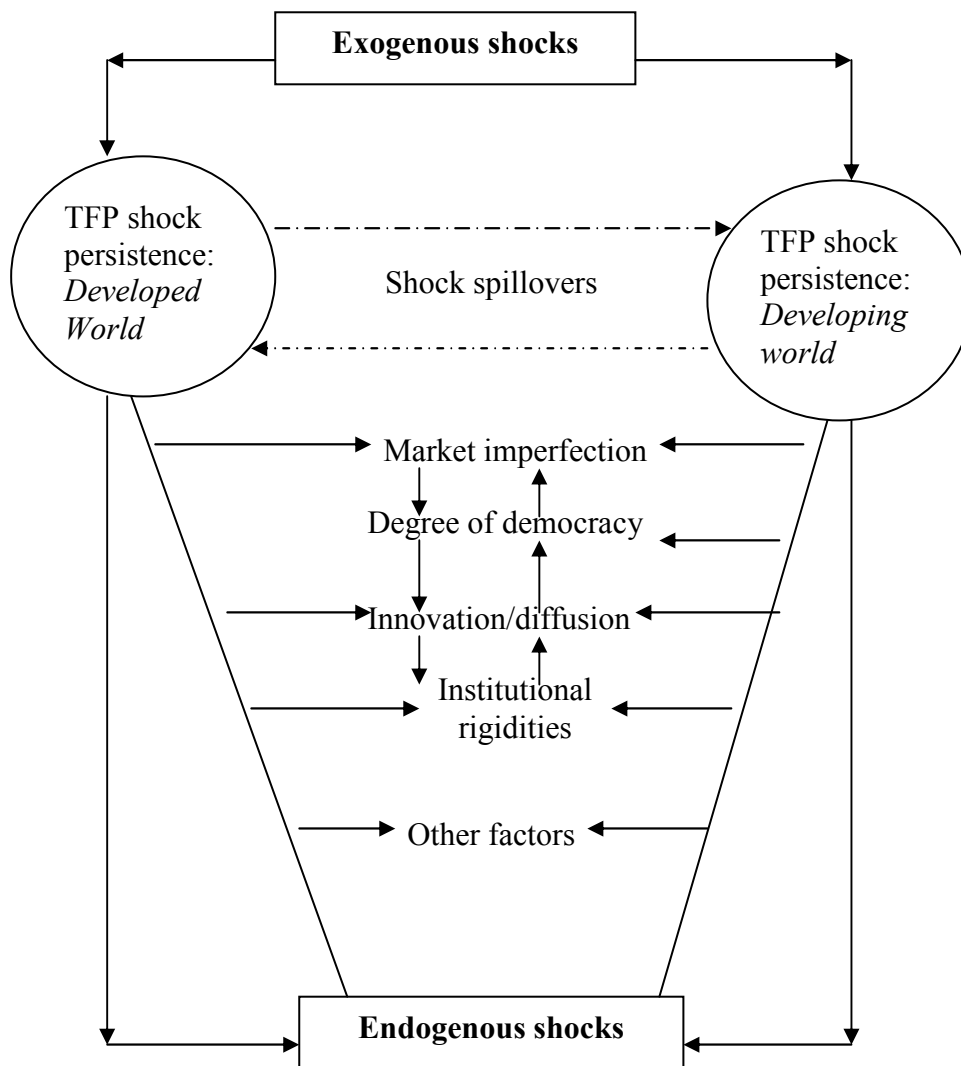 Exogenous shocks
TFP shock
persistence:
Developed
World
Shock spillovers
TFP shock
persistence:
Developing
world
Market imperfection
Degree of democracy
Innovation/diffusion
Institutional
rigidities
Other factors
Endogenous shocks